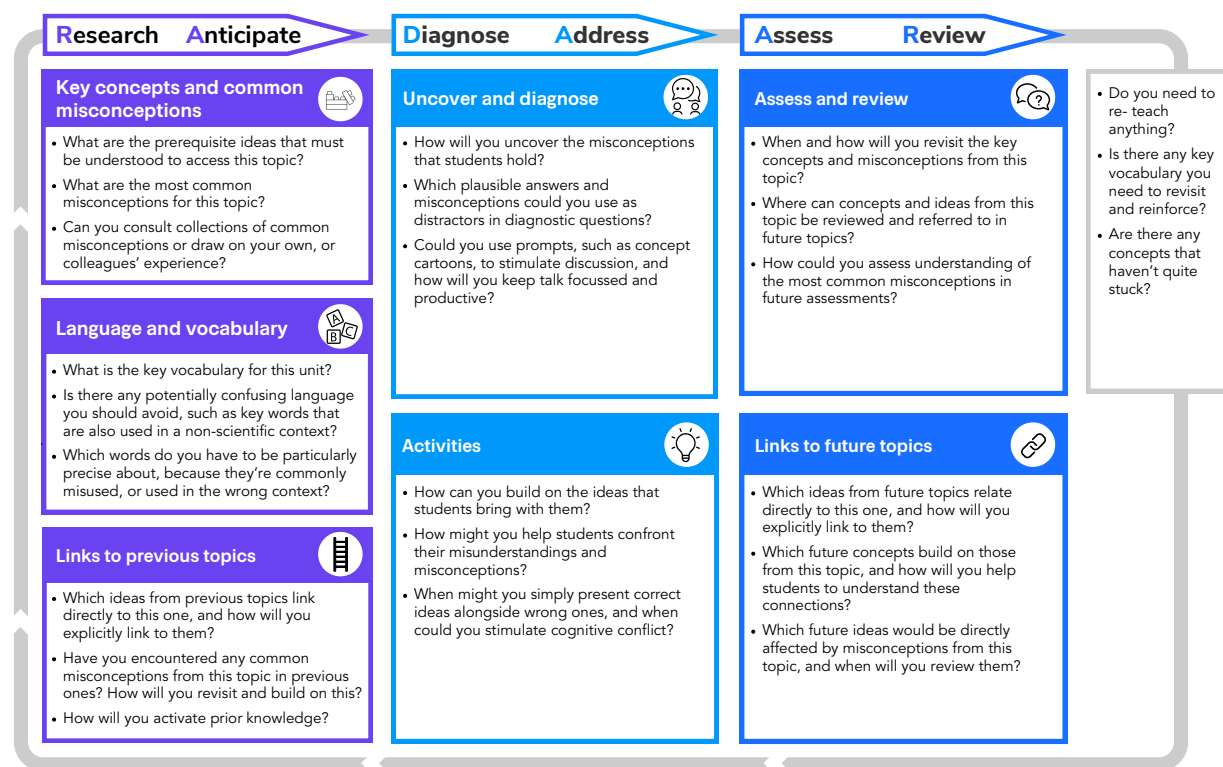 Research Anticipate
Key concepts and common
misconceptions
• What are the prerequisite ideas that must
be understood to access this topic?
• What are the most common
misconceptions for this topic?
• Can you consult collections of common
misconceptions or draw on your own, or
colleagues' experience?
Language and vocabulary
A
B
C
• What is the key vocabulary for this unit?
• Is there any potentially confusing language
you should avoid, such as key words that
are also used in a non-scientific context?
• Which words do you have to be particularly
precise about, because they're commonly
misused, or used in the wrong context?
Links to previous topics
• Which ideas from previous topics link
directly to this one, and how will you
explicitly link to them?
• Have you encountered any common
misconceptions from this topic in previous
ones? How will you revisit and build on this?
• How will you activate prior knowledge?
Diagnose Address
Uncover and diagnose
• How will you uncover the misconceptions
that students hold?
• Which plausible answers and
misconceptions could you use as
distractors in diagnostic questions?
• Could you use prompts, such as concept
cartoons, to stimulate discussion, and
how will you keep talk focussed and
productive?
Activities
• How can you build on the ideas that
students bring with them?
• How might you help students confront
their misunderstandings and
misconceptions?
• When might you simply present correct
ideas alongside wrong ones, and when
could you stimulate cognitive conflict?
Assess Review
Assess and review
?
• When and how will you revisit the key
concepts and misconceptions from this
topic?
• Where can concepts and ideas from this
topic be reviewed and referred to in
future topics?
• How could you assess understanding of
the most common misconceptions in
future assessments?
Links to future topics
• Which ideas from future topics relate
directly to this one, and how will you
explicitly link to them?
• Which future concepts build on those
from this topic, and how will you help
students to understand these
connections?
• Which future ideas would be directly
affected by misconceptions from this
topic, and when will you review them?
• Do you need to
re- teach
anything?
• Is there any key
vocabulary you
need to revisit
and reinforce?
• Are there any
concepts that
haven't quite
stuck?